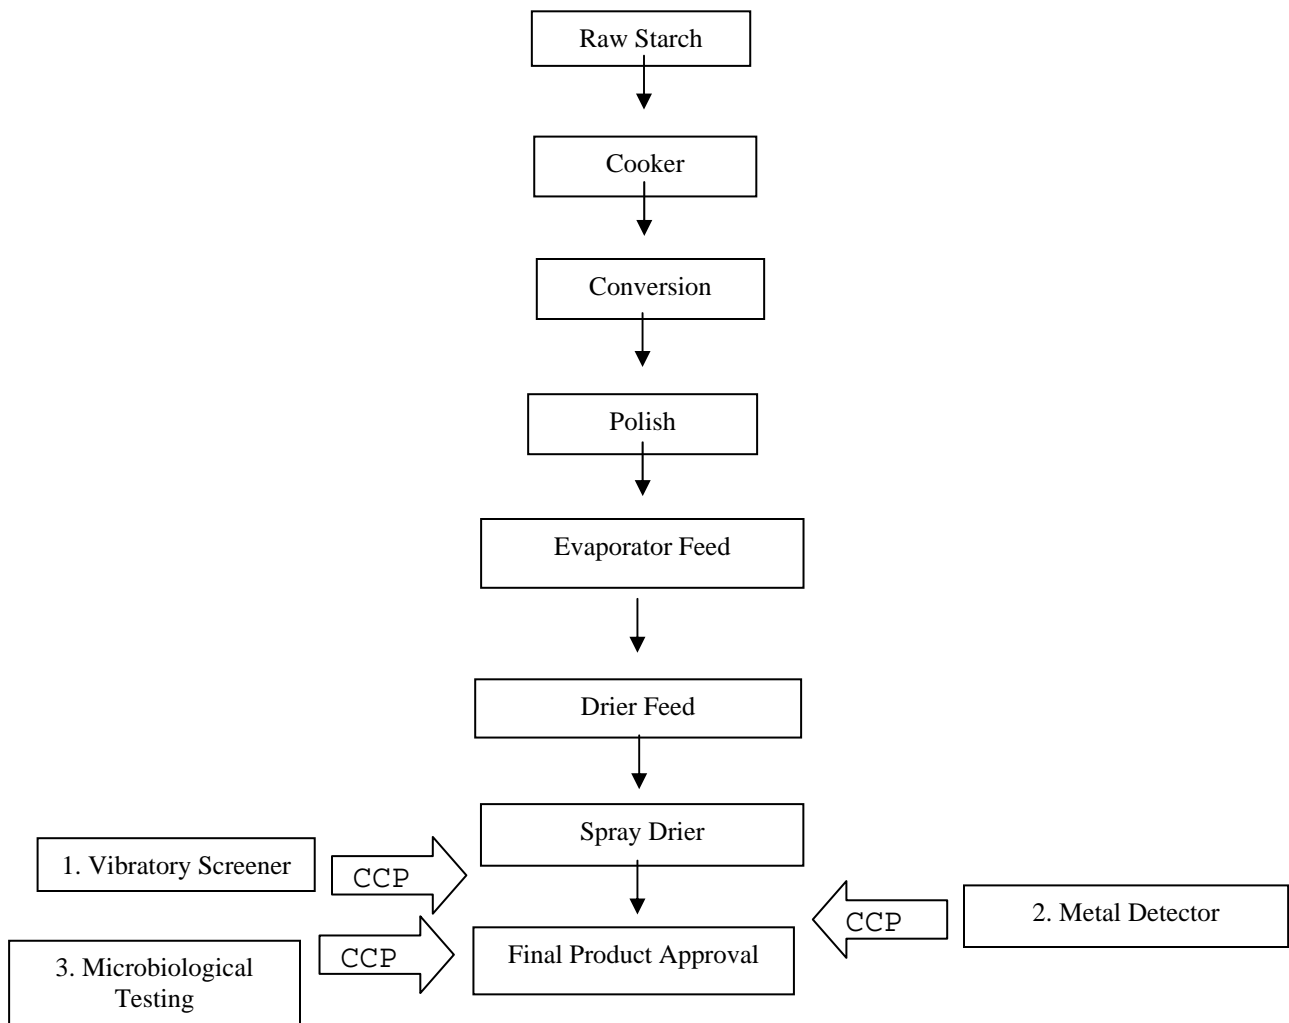 Raw Starch
Cooker
Conversion
Polish
Evaporator Feed
Drier Feed
Spray Drier
1. Vibratory Screener
CCP
CCP
2. Metal Detector
3. Microbiological
Testing
CCP
Final Product Approval